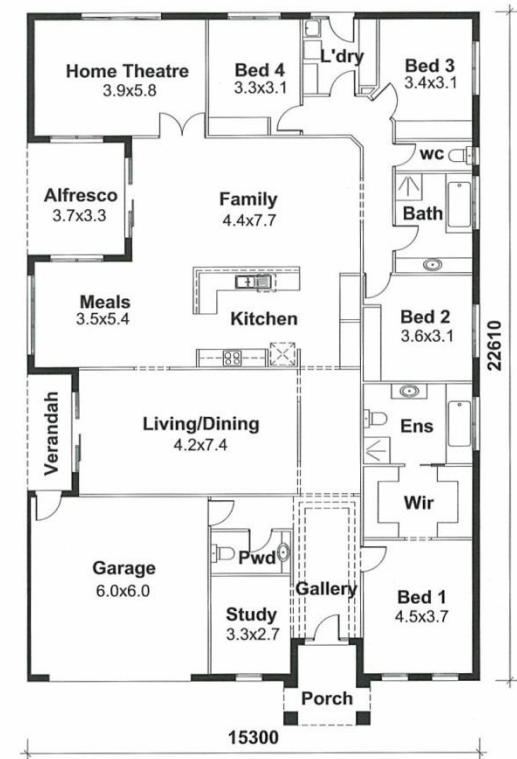 Home Theatre
3.9x5.8
Bed 4
3.3x3.1
L'dry
Bed 3
3.4x3.1
wc
Alfresco
3.7x3.3
Family
4.4x7.7
Bath
Meals
3.5x5.4
Kitchen
Bed 2
3.6x3.1
22610
Verandah
Living/Dining
4.2x7.4
Ens
Wir
Garage
6.0x6.0
Pwd
Study
3.3x2.7
Gallery
Bed 1
4.5x3.7
Porch
15300